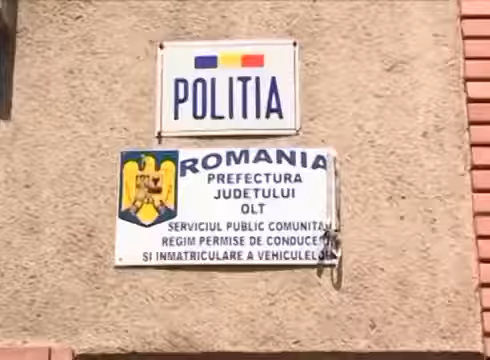 POLITIA
ROMANIA
PREFECTURA
JUDETULUI
OLT
SERVICIUL PUBLIC COMUNITAR
REGIM PERMISE DE CONDUCERE
SI INMATRICULARE A VEHICULELOR